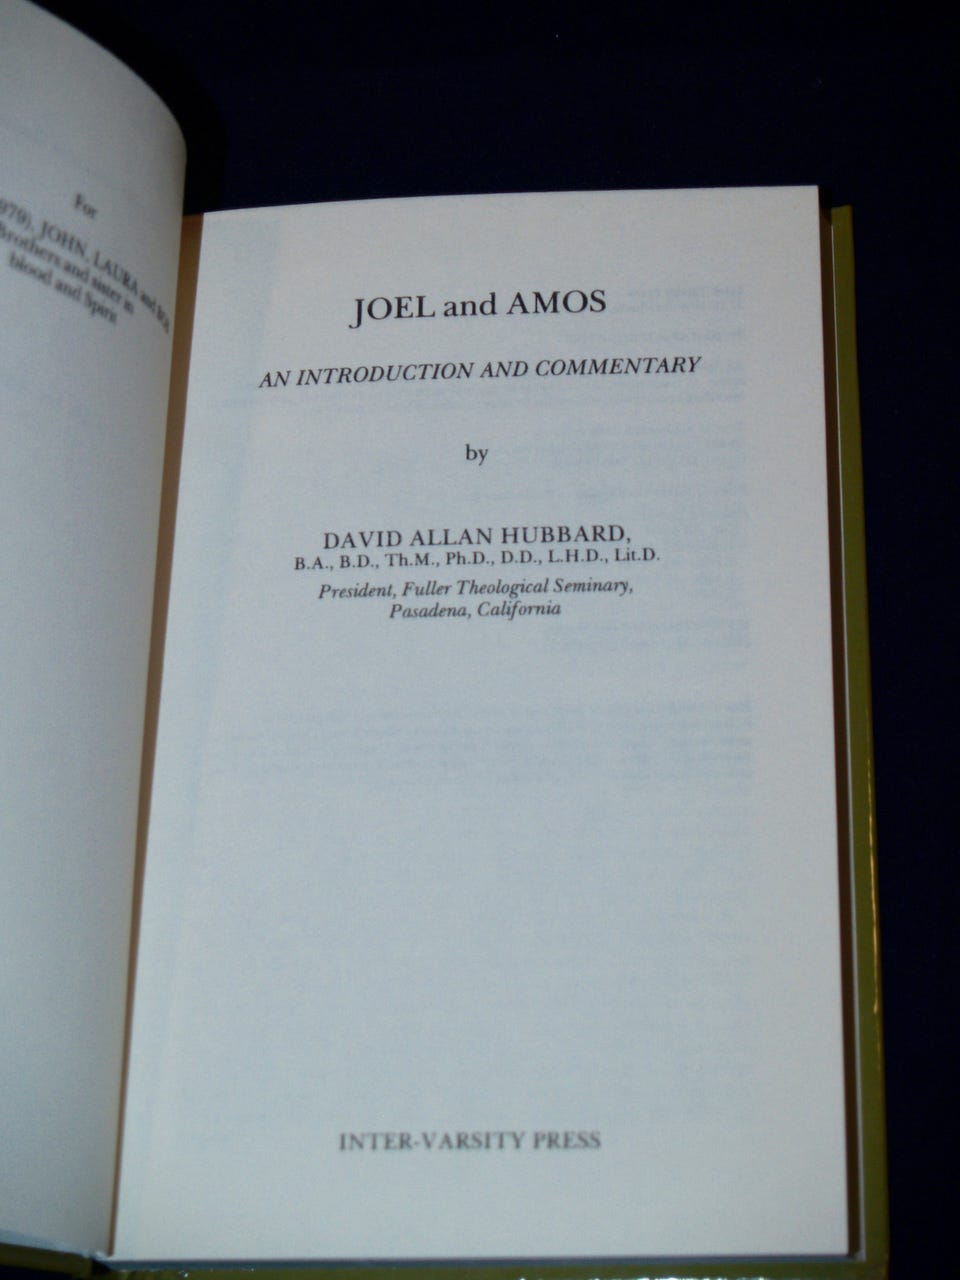 For
JOHN, LAURA and
Brothers and sister in
blood and Spirit
JOEL and AMOS
AN INTRODUCTION AND COMMENTARY
by
DAVID ALLAN HUBBARD,
B.A., B.D., Th.M., Ph.D., D.D., L.H.D., Lit.D.
President, Fuller Theological Seminary,
Pasadena, California
INTER-VARSITY PRESS